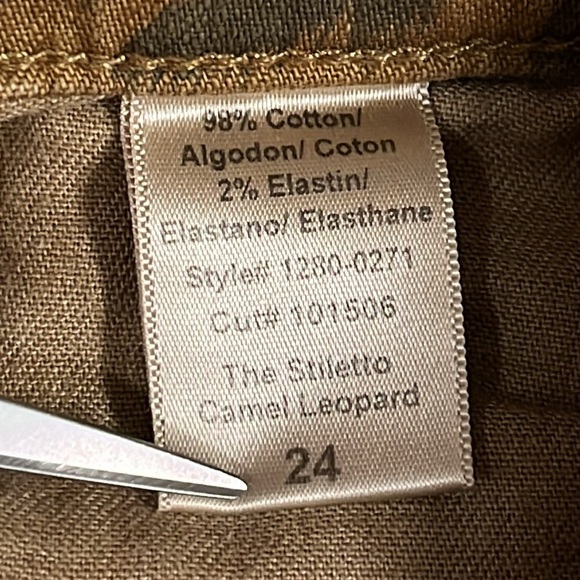 98% Cotton/
Algodon/ Coton
2% Elastin/
Elastano/ Elasthane
Style# 1280-0271
Cut# 101506
The Stiletto
Camel Leopard
24